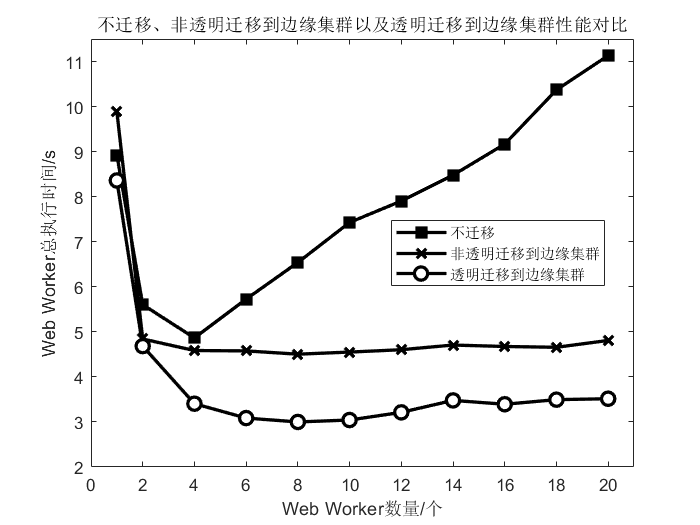 不迁移、非透明迁移到边缘集群以及透明迁移到边缘集群性能对比
11
10
9
8
7
6
5
4
3
2
Web Worker总执行时间/s
不迁移
非透明迁移到边缘集群
透明迁移到边缘集群
0 2 4 6 8 10 12 14 16 18 20
Web Worker数量/个